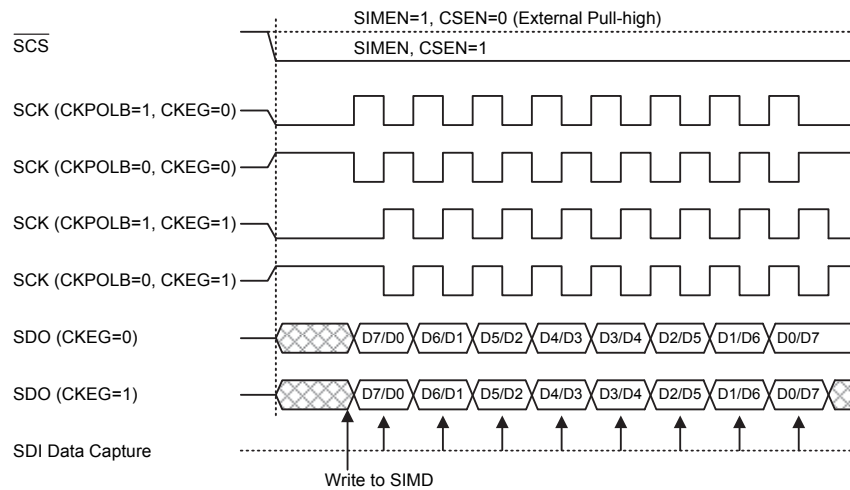 SIMEN=1, CSEN=0 (External Pull-high)
SCS
SIMEN, CSEN=1
SCK (CKPOLB=1, CKEG=0)
SCK (CKPOLB=0, CKEG=0)
SCK (CKPOLB=1, CKEG=1)
SCK (CKPOLB=0, CKEG=1)
SDO (CKEG=0) D7/D0 D6/D1 D5/D2 D4/D3 D3/D4 D2/D5 D1/D6 D0/D7
SDO (CKEG=1) D7/D0 D6/D1 D5/D2 D4/D3 D3/D4 D2/D5 D1/D6 D0/D7
SDI Data Capture
Write to SIMD